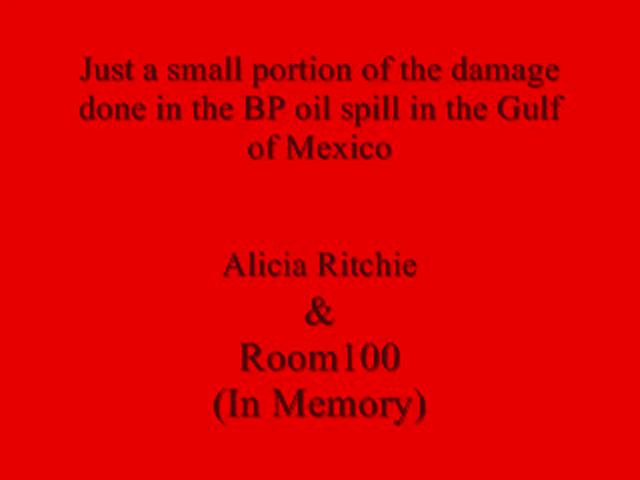 Just a small portion of the damage
done in the BP oil spill in the Gulf
of Mexico
Alicia Ritchie
&
Room100
(In Memory)